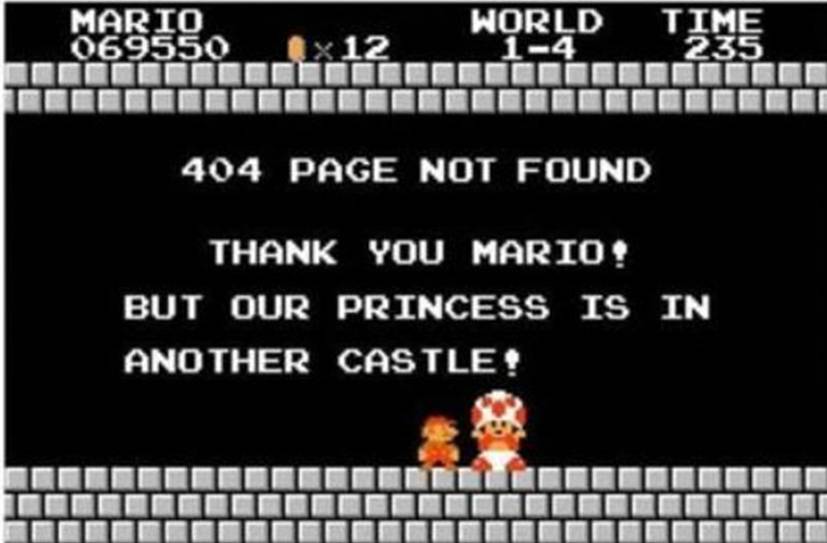 MARIO WORLD TIME
069550 ×12 1-4 235
404 PAGE NOT FOUND
THANK YOU MARIO!
BUT OUR PRINCESS IS IN
ANOTHER CASTLE!